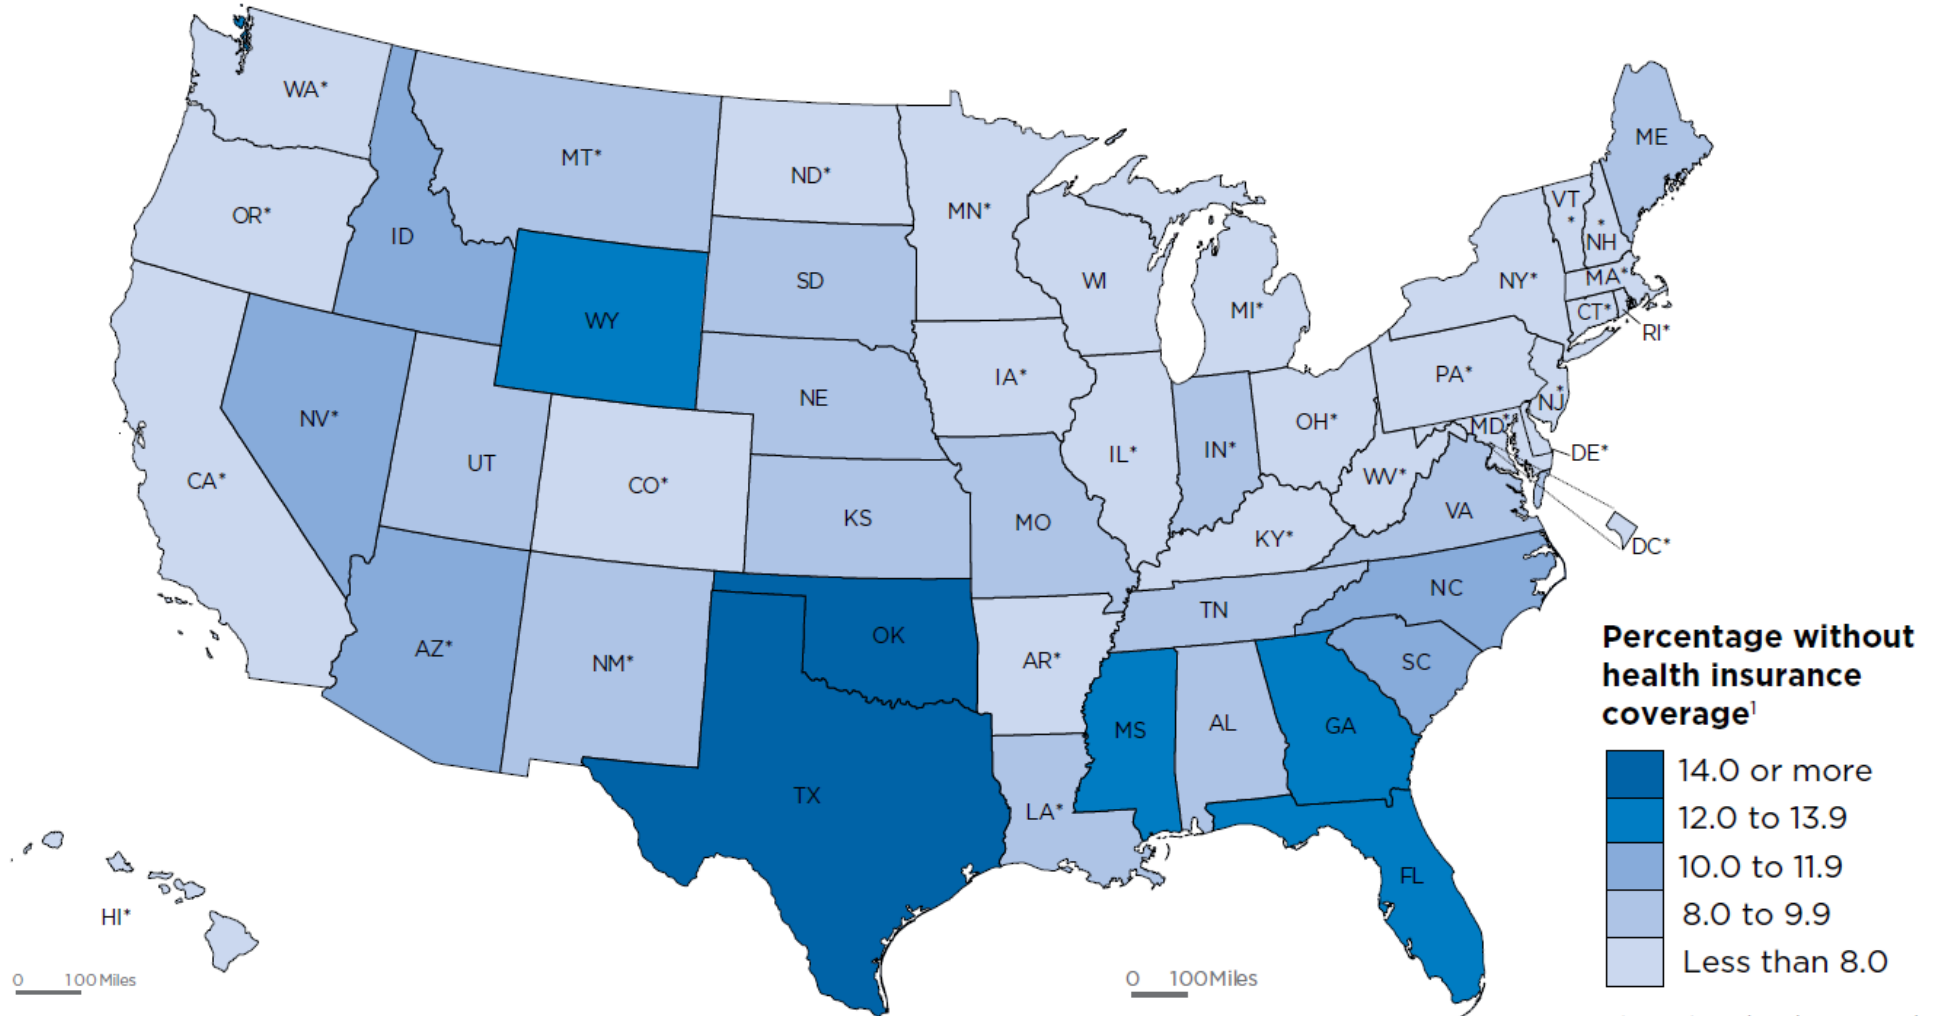 WA*
MT*
ND*
MN*
ME
VT
*
*
NH
OR*
ID
SD
WI
MI*
NY*
MA*
CT*
RI*
WY
NE
IA*
PA*
*
NJ
NV*
UT
CO*
KS
MO
IL*
IN*
OH*
MD*
DE*
WV*
VA
DC*
CA*
KY*
NC
TN
AZ*
NM*
OK
AR*
SC
MS
AL
GA
TX
LA*
FL
HI*
0 100 Miles
0 100 Miles
Percentage without
health insurance
coverage¹
14.0 or more
12.0 to 13.9
10.0 to 11.9
8.0 to 9.9
Less than 8.0